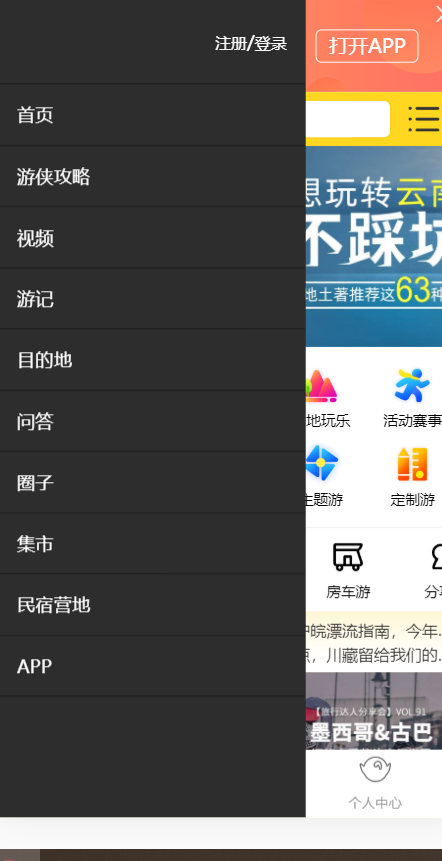 注册/登录
打开APP
首页
游侠攻略
视频
游记
目的地
问答
圈子
集市
民宿营地
APP
想玩转云南
不踩坑
地土著推荐这63种
地玩乐
活动赛事
主题游
定制游
房车游
分享
皖漂流指南，今年...
，川藏留给我们的...
【旅行达人分享会】VOL.91
墨西哥&古巴
个人中心